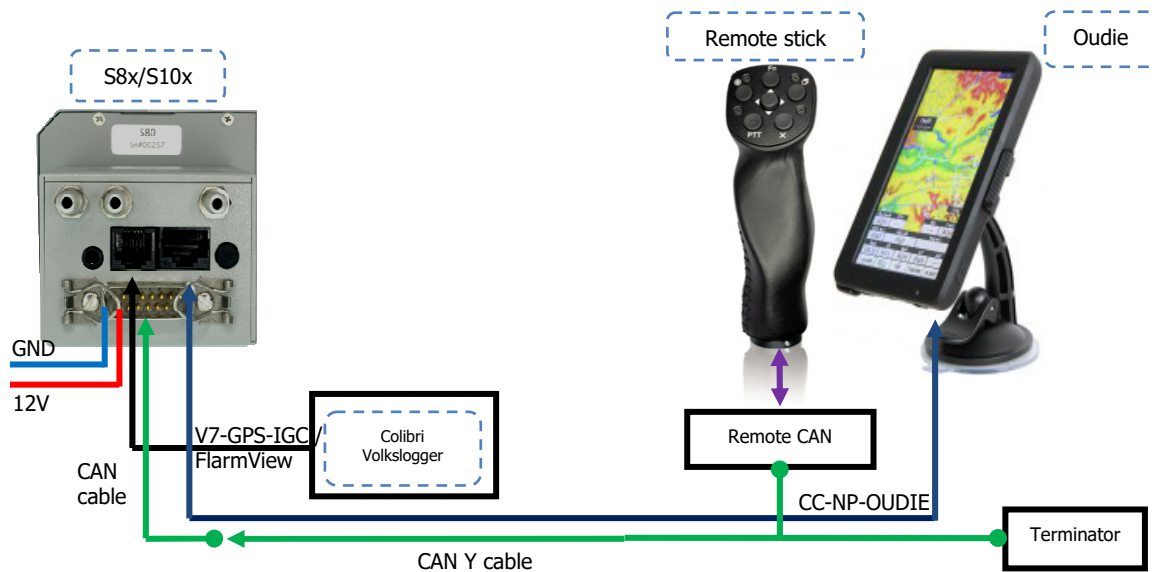 Remote stick
Oudie
S8x/S10x
S80
Fn
PTT
X
GND
12V
V7-GPS-IGC /
FlarmView
Colibri
Volkslogger
Remote CAN
CAN
cable
CC-NP-OUDIE
Terminator
CAN Y cable